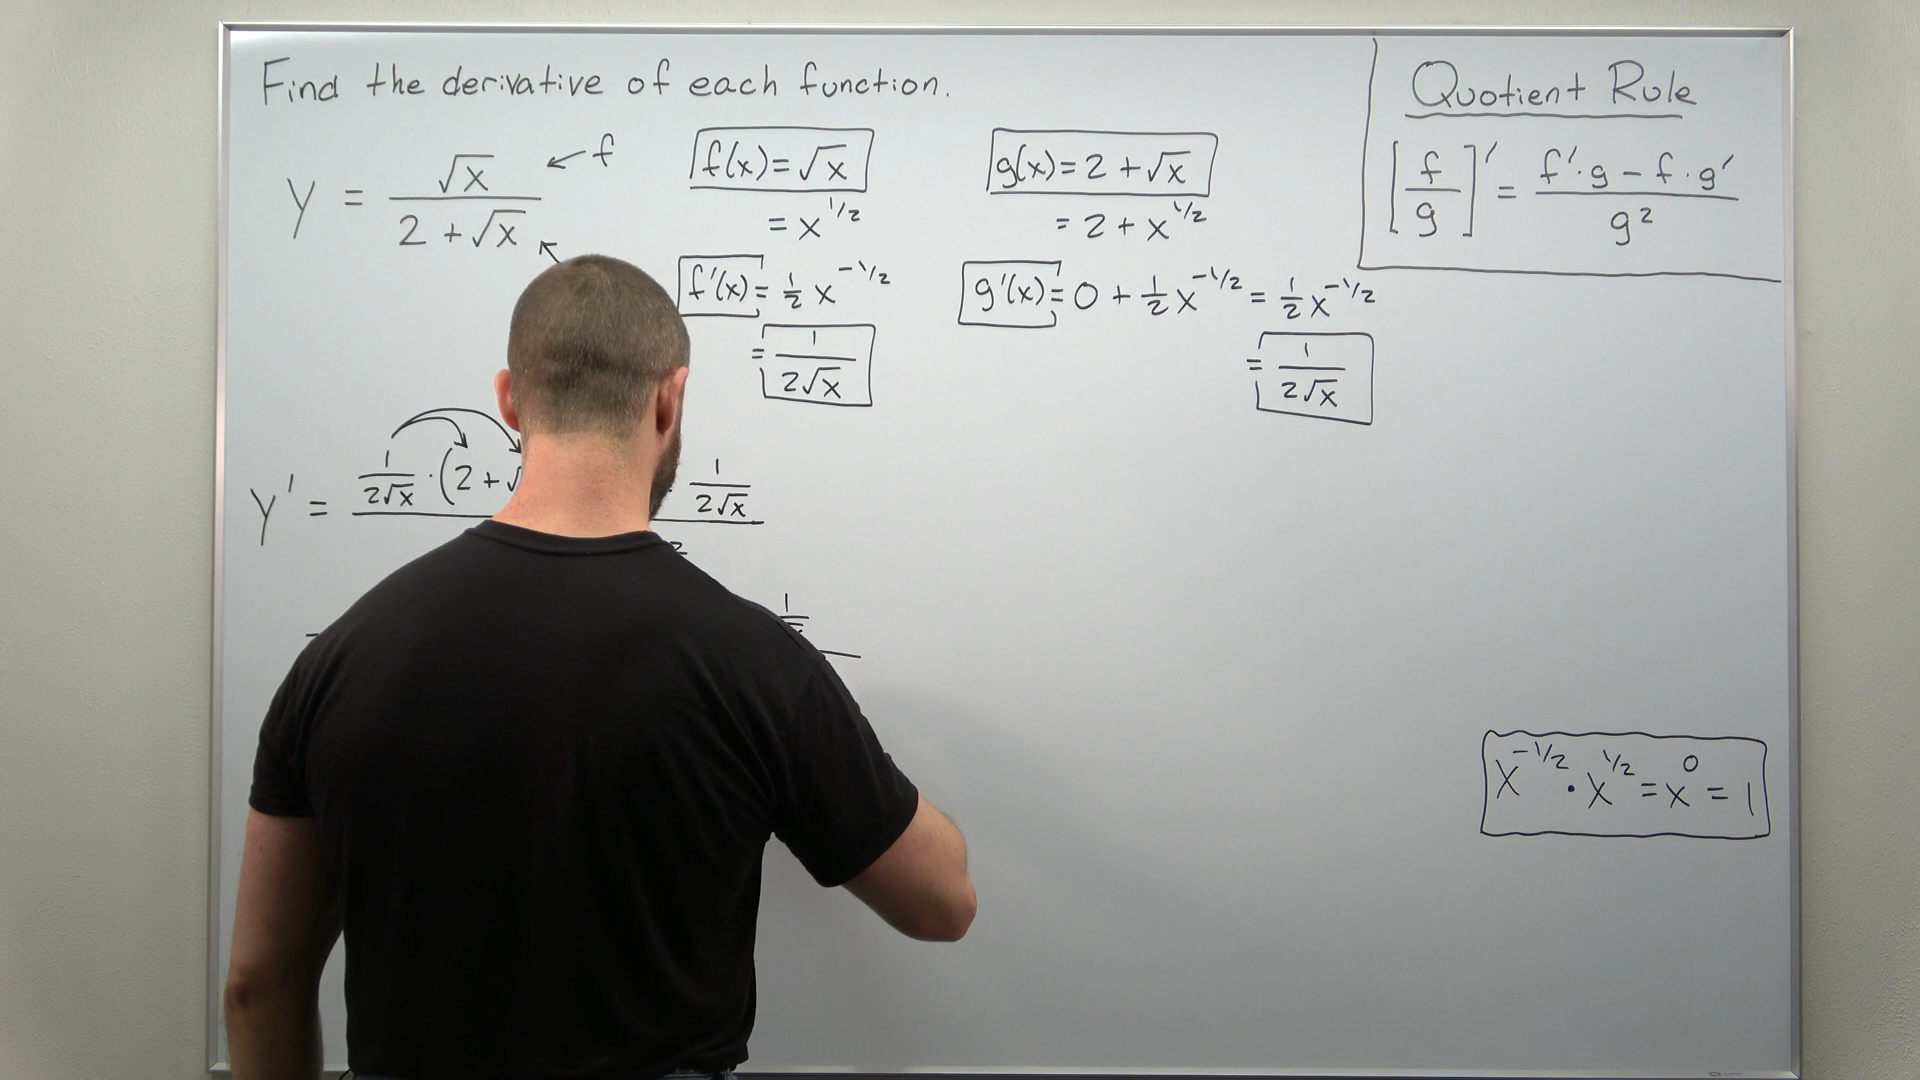 Find the derivative of each function.
y = √x / (2 + √x)
← f
f(x) = √x
= x^(1/2)
f'(x) = 1/2 x^(-1/2)
= 1/(2√x)
g(x) = 2 + √x
= 2 + x^(1/2)
g'(x) = 0 + 1/2 x^(-1/2) = 1/2 x^(-1/2)
= 1/(2√x)
Quotient Rule
[f/g]' = (f'·g - f·g')/g²
y' = 1/(2√x) · (2 + √ · 1/(2√x)
2
x^(-1/2) · x^(1/2) = x^0 = 1